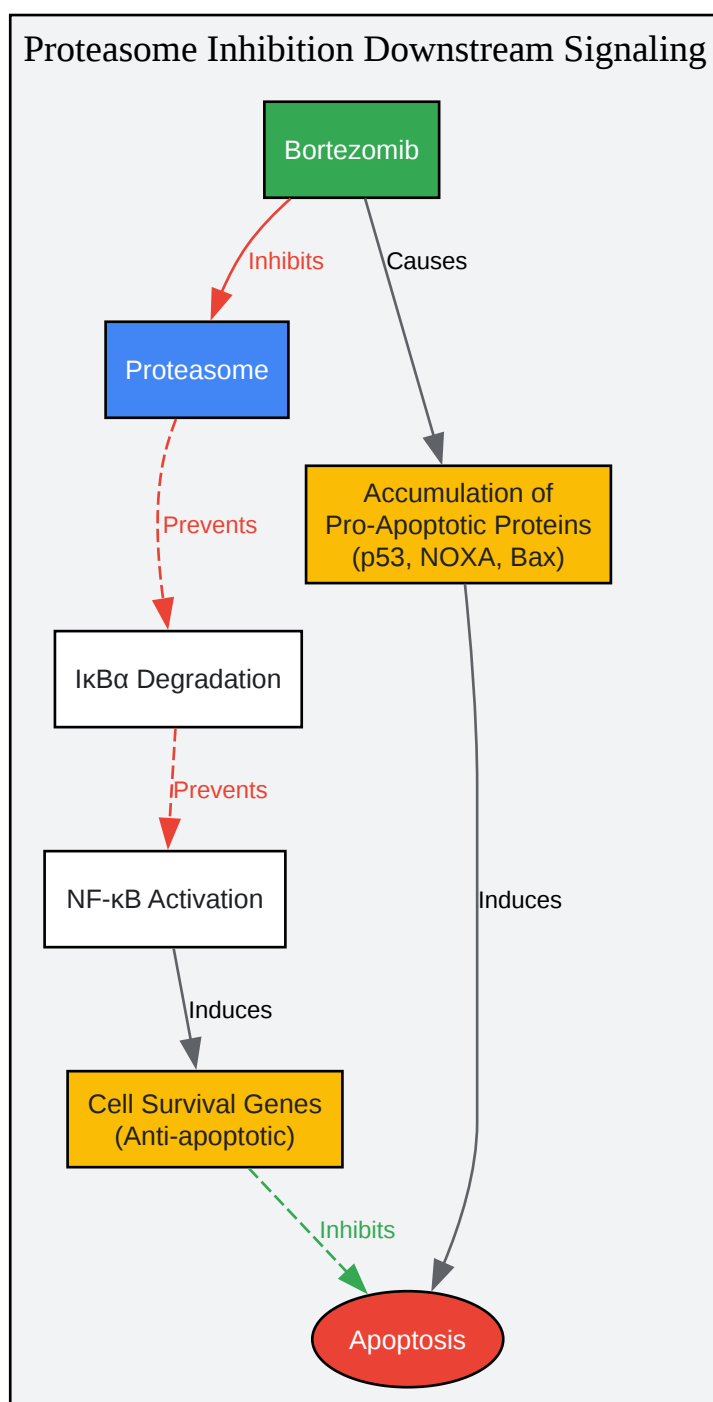 Proteasome Inhibition Downstream Signaling
Bortezomib
Inhibits
Causes
Proteasome
Accumulation of
Pro-Apoptotic Proteins
(p53, NOXA, Bax)
Prevents
IκBα Degradation
Prevents
NF-κB Activation
Induces
Induces
Cell Survival Genes
(Anti-apoptotic)
Inhibits
Apoptosis